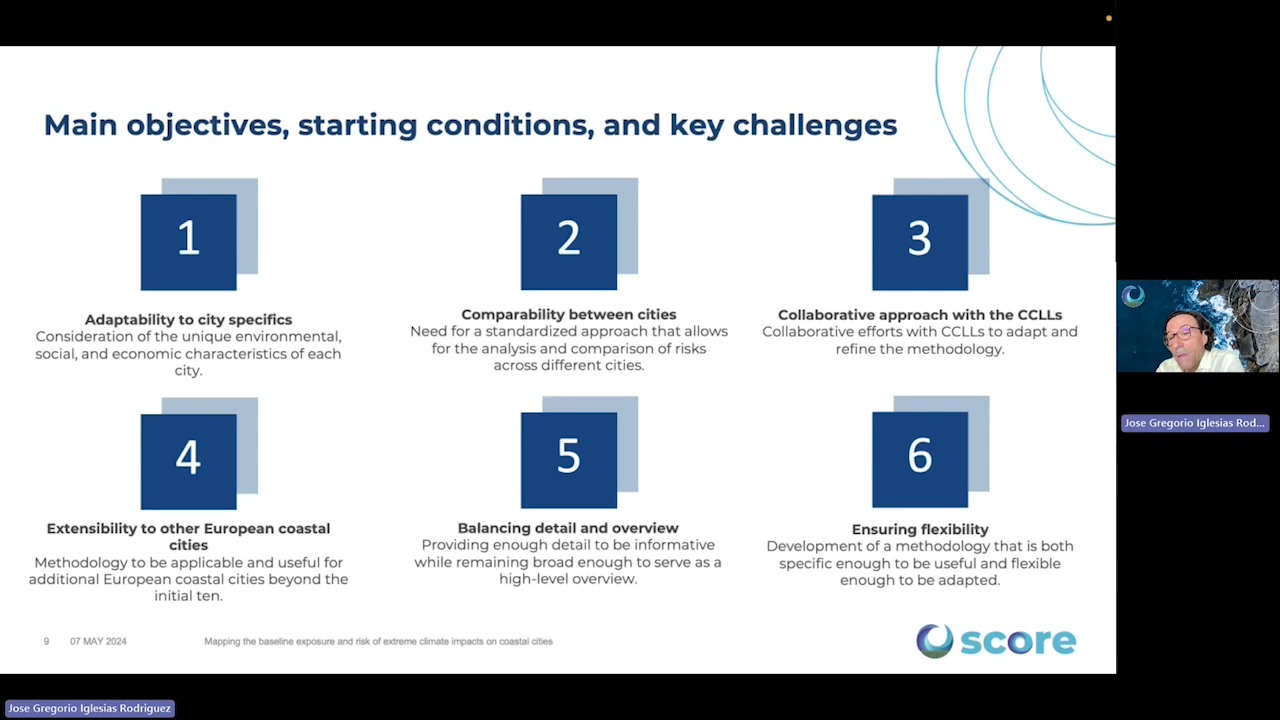 Main objectives, starting conditions, and key challenges
1
Adaptability to city specifics
Consideration of the unique environmental,
social, and economic characteristics of each
city.
2
Comparability between cities
Need for a standardized approach that allows
for the analysis and comparison of risks
across different cities.
3
Collaborative approach with the CCLLs
Collaborative efforts with CCLLs to adapt and
refine the methodology.
4
Extensibility to other European coastal
cities
Methodology to be applicable and useful for
additional European coastal cities beyond the
initial ten.
5
Balancing detail and overview
Providing enough detail to be informative
while remaining broad enough to serve as a
high-level overview.
6
Ensuring flexibility
Development of a methodology that is both
specific enough to be useful and flexible
enough to be adapted.
9 07 MAY 2024 Mapping the baseline exposure and risk of extreme climate impacts on coastal cities
score
Jose Gregorio Iglesias Rod...
Jose Gregorio Iglesias Rodriguez